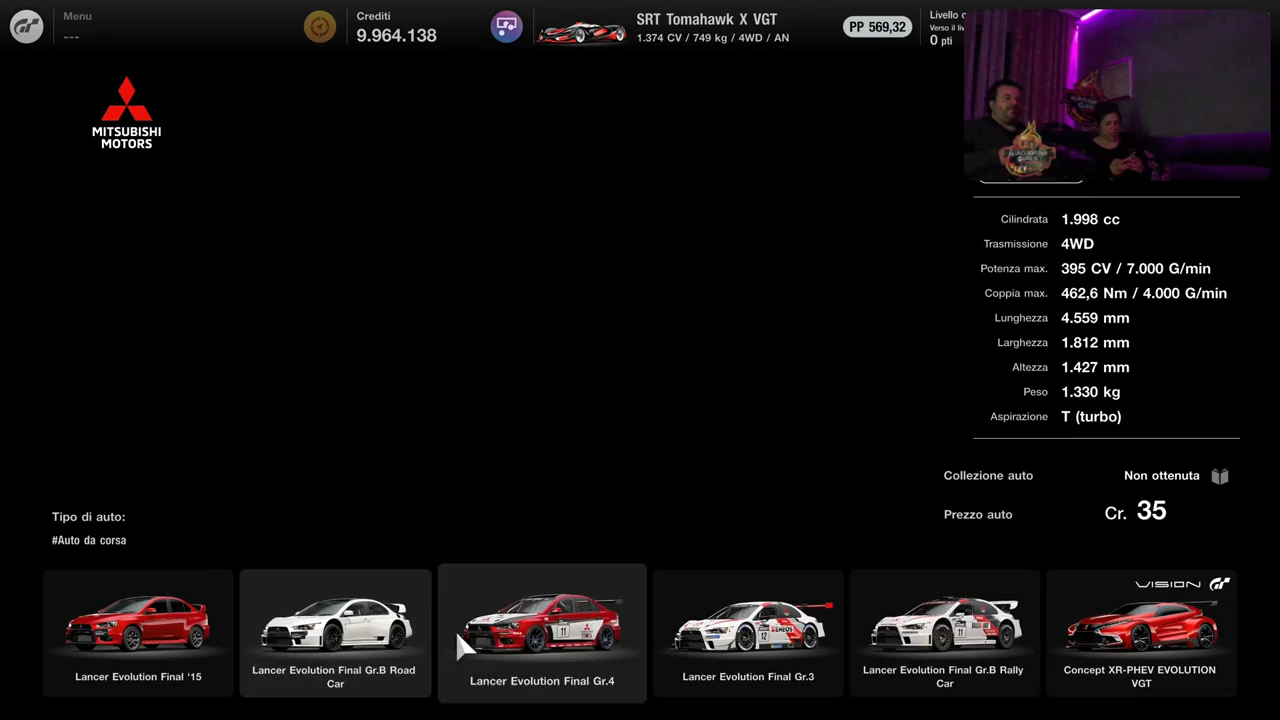 Menu
---
Crediti
9.964.138
SRT Tomahawk X VGT
1.374 CV / 749 kg / 4WD / AN
PP 569,32
Livello
Verso il liv
0 pti
MITSUBISHI
MOTORS
Cilindrata 1.998 cc
Trasmissione 4WD
Potenza max. 395 CV / 7.000 G/min
Coppia max. 462,6 Nm / 4.000 G/min
Lunghezza 4.559 mm
Larghezza 1.812 mm
Altezza 1.427 mm
Peso 1.330 kg
Aspirazione T (turbo)
Collezione auto Non ottenuta
Prezzo auto Cr. 35
Tipo di auto:
#Auto da corsa
VISION GT
Lancer Evolution Final '15
Lancer Evolution Final Gr.B Road
Car
Lancer Evolution Final Gr.4
Lancer Evolution Final Gr.3
Lancer Evolution Final Gr.B Rally
Car
Concept XR-PHEV EVOLUTION
VGT